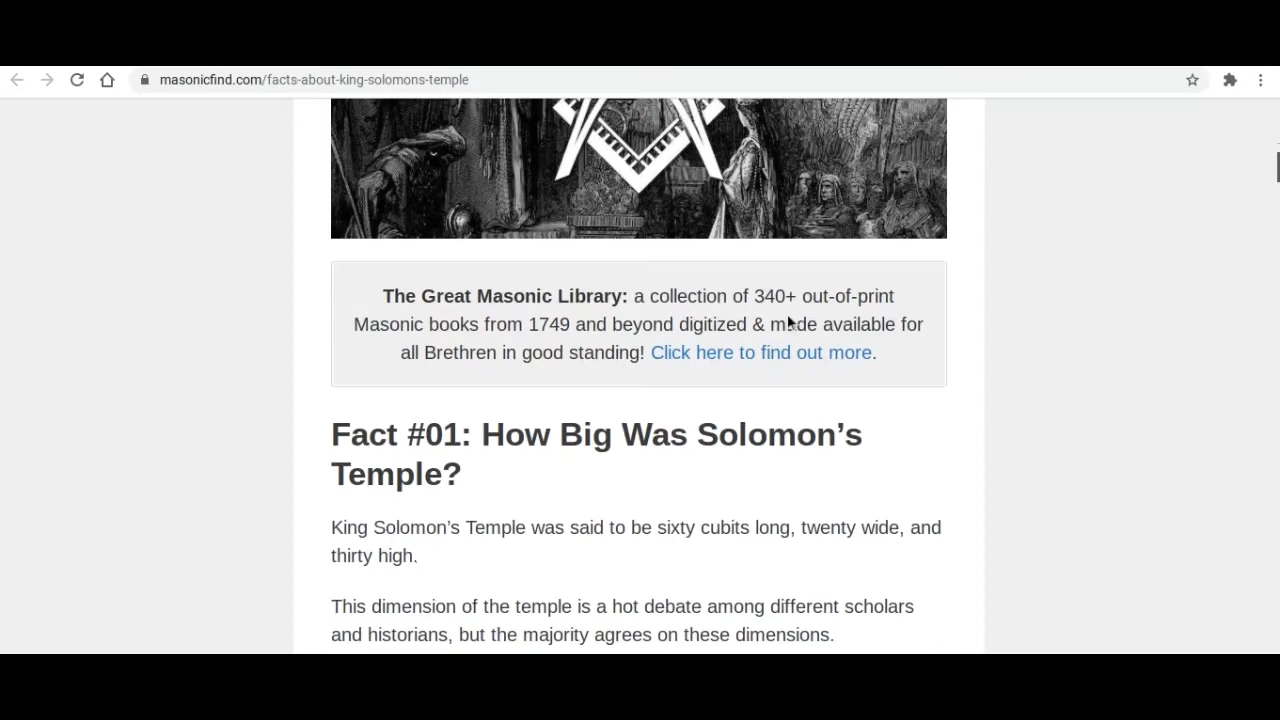 masonicfind.com/facts-about-king-solomons-temple
The Great Masonic Library: a collection of 340+ out-of-print
Masonic books from 1749 and beyond digitized & made available for
all Brethren in good standing! Click here to find out more.
Fact #01: How Big Was Solomon’s
Temple?
King Solomon’s Temple was said to be sixty cubits long, twenty wide, and
thirty high.
This dimension of the temple is a hot debate among different scholars
and historians, but the majority agrees on these dimensions.